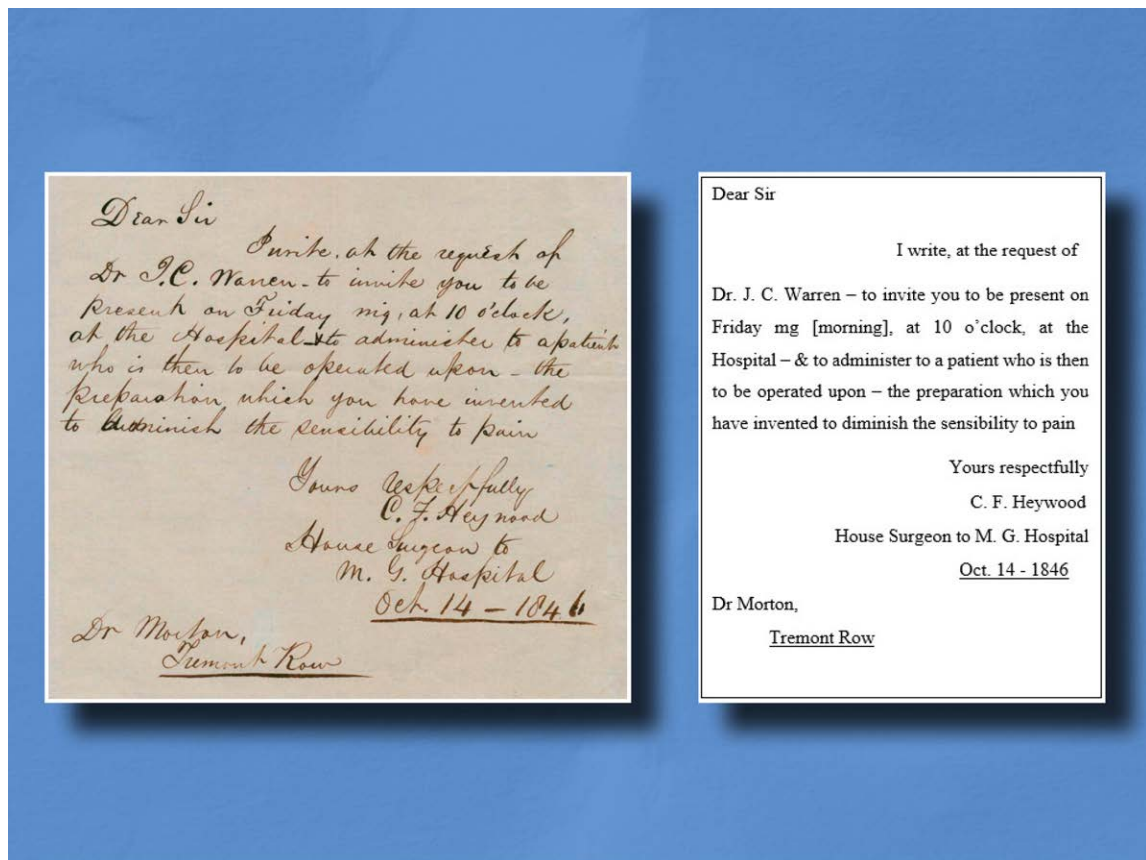 Dear Sir
I write, at the request of
Dr J.C. Warren - to invite you to be
present on Friday mg, at 10 o'clock,
at the Hospital - & to administer to a patient
who is then to be operated upon - the
preparation which you have invented
to diminish the sensibility to pain
Yours respectfully
C. F. Heywood
House Surgeon to
M. G. Hospital
Oct. 14 - 1846
Dr Morton,
Tremont Row
Dear Sir
I write, at the request of
Dr. J. C. Warren – to invite you to be present on
Friday mg [morning], at 10 o’clock, at the
Hospital – & to administer to a patient who is then
to be operated upon – the preparation which you
have invented to diminish the sensibility to pain
Yours respectfully
C. F. Heywood
House Surgeon to M. G. Hospital
Oct. 14 - 1846
Dr Morton,
Tremont Row